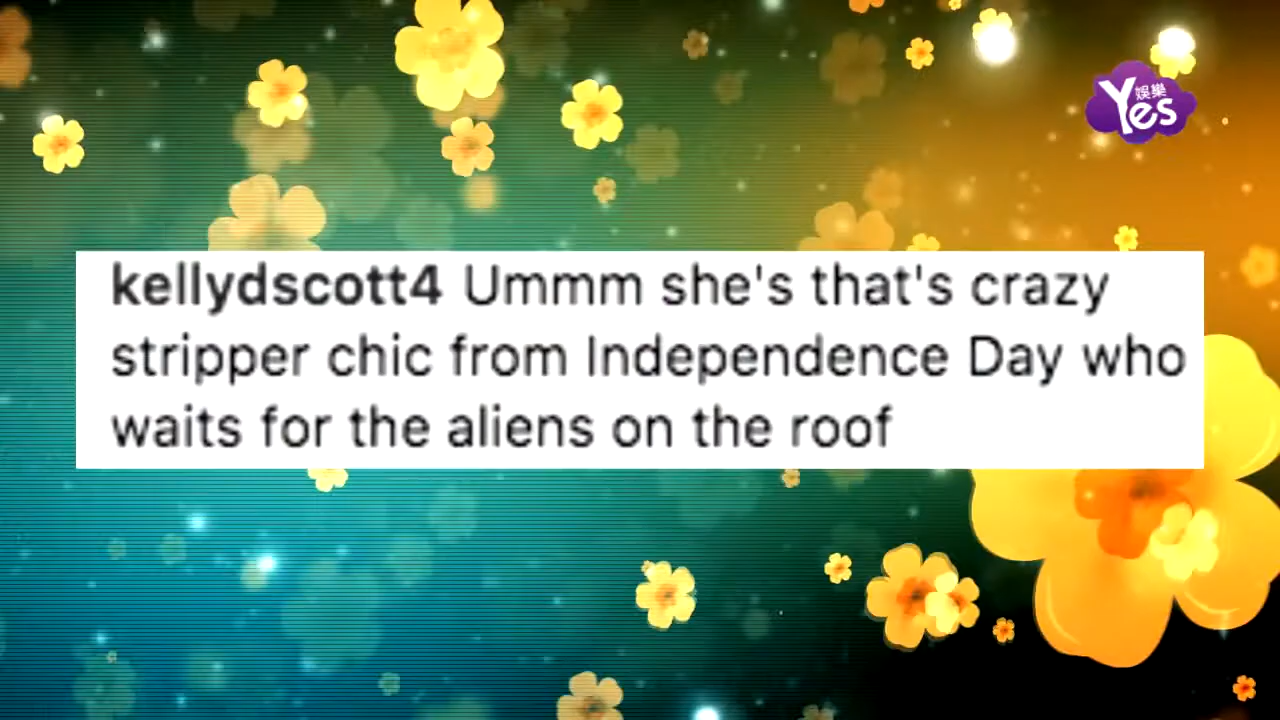 娛樂
Yes
kellydscott4 Ummm she's that's crazy
stripper chic from Independence Day who
waits for the aliens on the roof